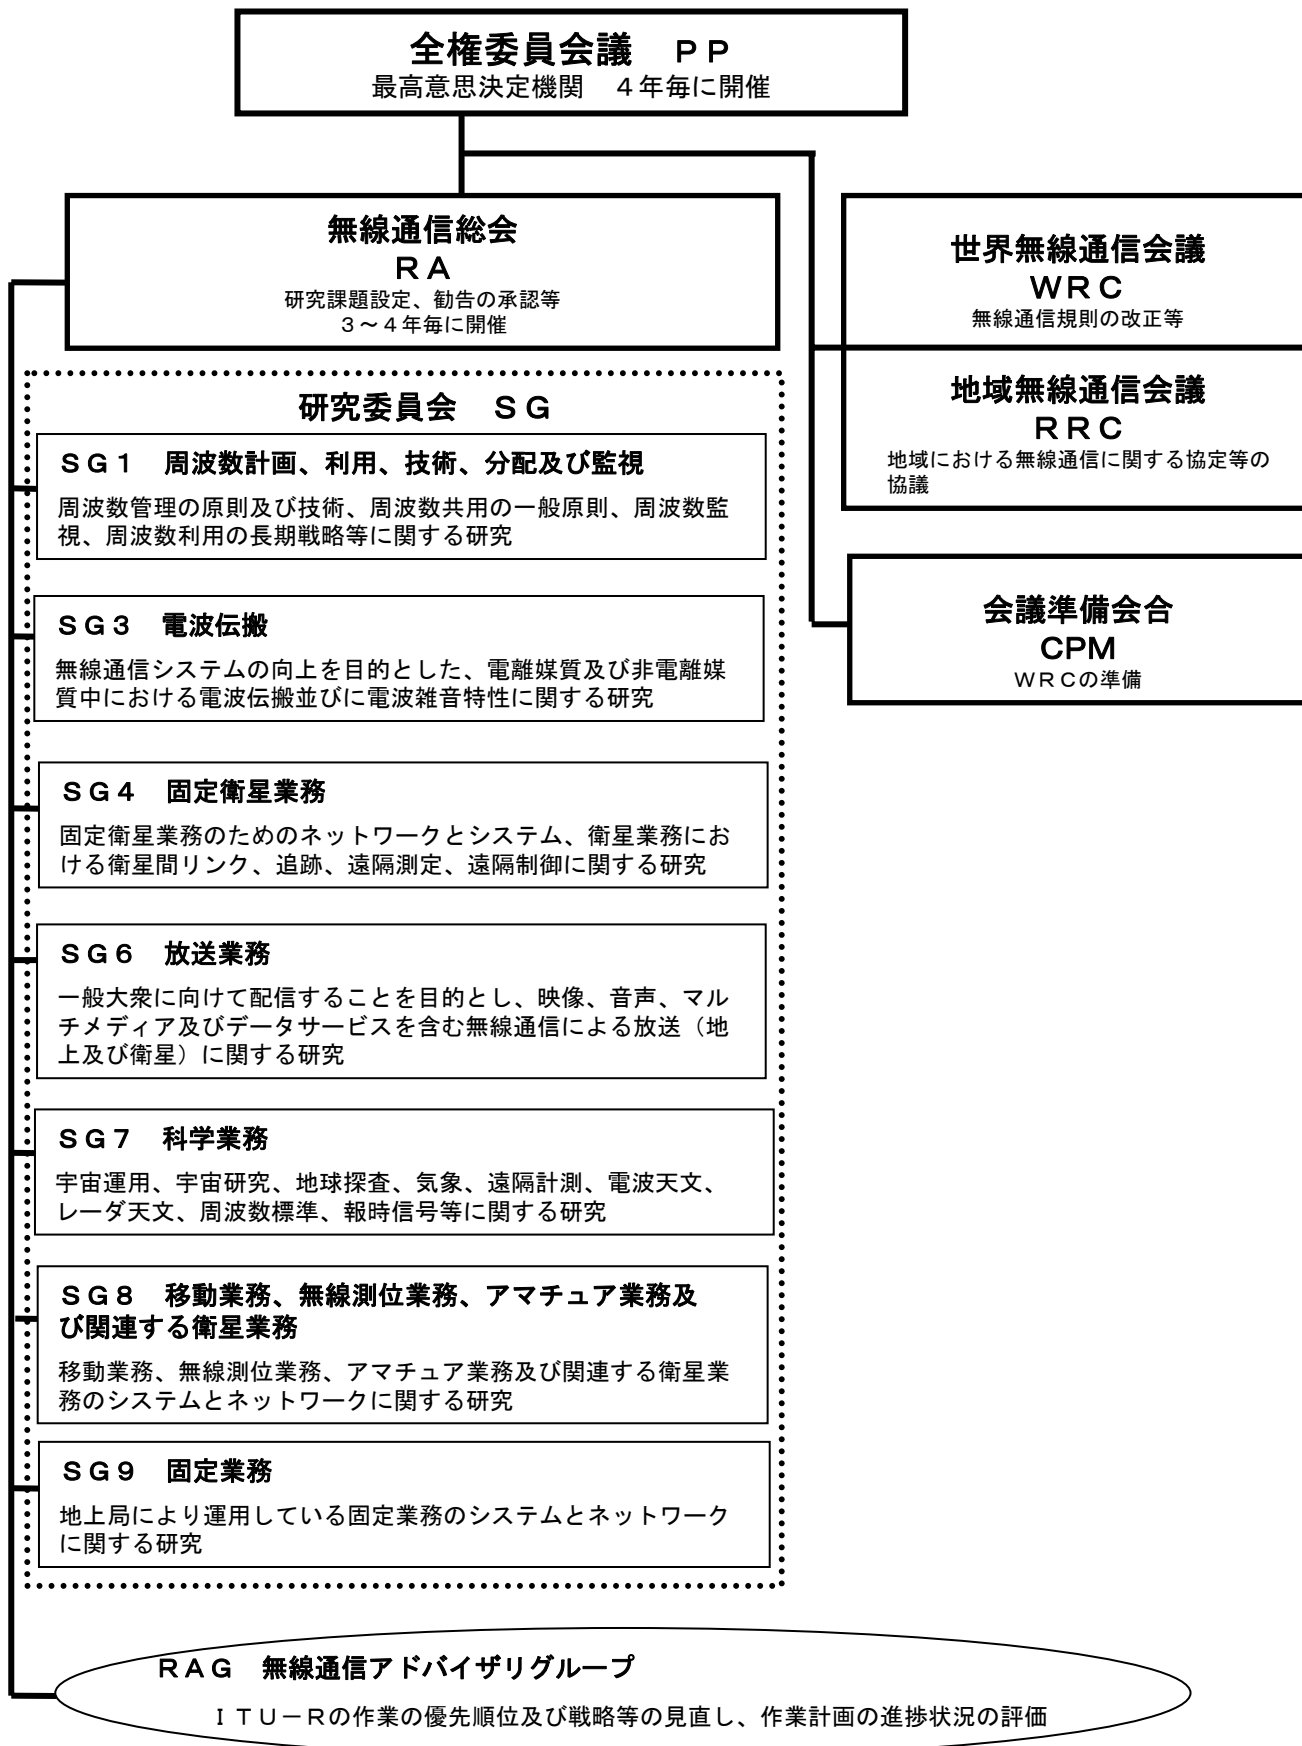 全権委員会議　ＰＰ
最高意思決定機関　４年毎に開催
無線通信総会
ＲＡ
研究課題設定、勧告の承認等
３～４年毎に開催
世界無線通信会議
ＷＲＣ
無線通信規則の改正等
地域無線通信会議
ＲＲＣ
地域における無線通信に関する協定等の
協議
会議準備会合
CPM
ＷＲＣの準備
研究委員会　ＳＧ
ＳＧ１　周波数計画、利用、技術、分配及び監視
周波数管理の原則及び技術、周波数共用の一般原則、周波数監
視、周波数利用の長期戦略等に関する研究
ＳＧ３　電波伝搬
無線通信システムの向上を目的とした、電離媒質及び非電離媒
質中における電波伝搬並びに電波雑音特性に関する研究
ＳＧ４　固定衛星業務
固定衛星業務のためのネットワークとシステム、衛星業務にお
ける衛星間リンク、追跡、遠隔測定、遠隔制御に関する研究
ＳＧ６　放送業務
一般大衆に向けて配信することを目的とし、映像、音声、マル
チメディア及びデータサービスを含む無線通信による放送（地
上及び衛星）に関する研究
ＳＧ７　科学業務
宇宙運用、宇宙研究、地球探査、気象、遠隔計測、電波天文、
レーダ天文、周波数標準、報時信号等に関する研究
ＳＧ８　移動業務、無線測位業務、アマチュア業務及
び関連する衛星業務
移動業務、無線測位業務、アマチュア業務及び関連する衛星業
務のシステムとネットワークに関する研究
ＳＧ９　固定業務
地上局により運用している固定業務のシステムとネットワーク
に関する研究
ＲＡＧ　無線通信アドバイザリグループ
ＩＴＵ－Ｒの作業の優先順位及び戦略等の見直し、作業計画の進捗状況の評価